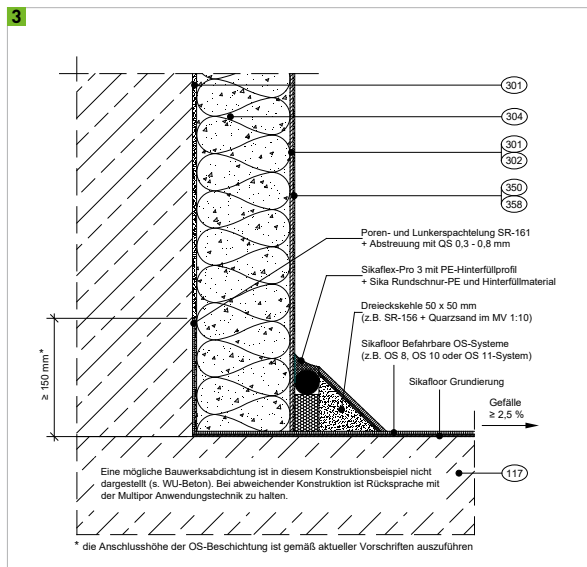 3
301
304
301
302
350
358
Poren- und Lunkerspachtelung SR-161
+ Abstreuung mit QS 0,3 - 0,8 mm
Sikaflex-Pro 3 mit PE-Hinterfüllprofil
+ Sika Rundschnur-PE und Hinterfüllmaterial
Dreieckskehle 50 x 50 mm
(z.B. SR-156 + Quarzsand im MV 1:10)
Sikafloor Befahrbare OS-Systeme
(z.B. OS 8, OS 10 oder OS 11-System)
Sikafloor Grundierung
Gefälle
≥ 2,5 %
≥ 150 mm*
Eine mögliche Bauwerksabdichtung ist in diesem Konstruktionsbeispiel nicht
dargestellt (s. WU-Beton). Bei abweichender Konstruktion ist Rücksprache mit
der Multipor Anwendungstechnik zu halten.
117
* die Anschlusshöhe der OS-Beschichtung ist gemäß aktueller Vorschriften auszuführen